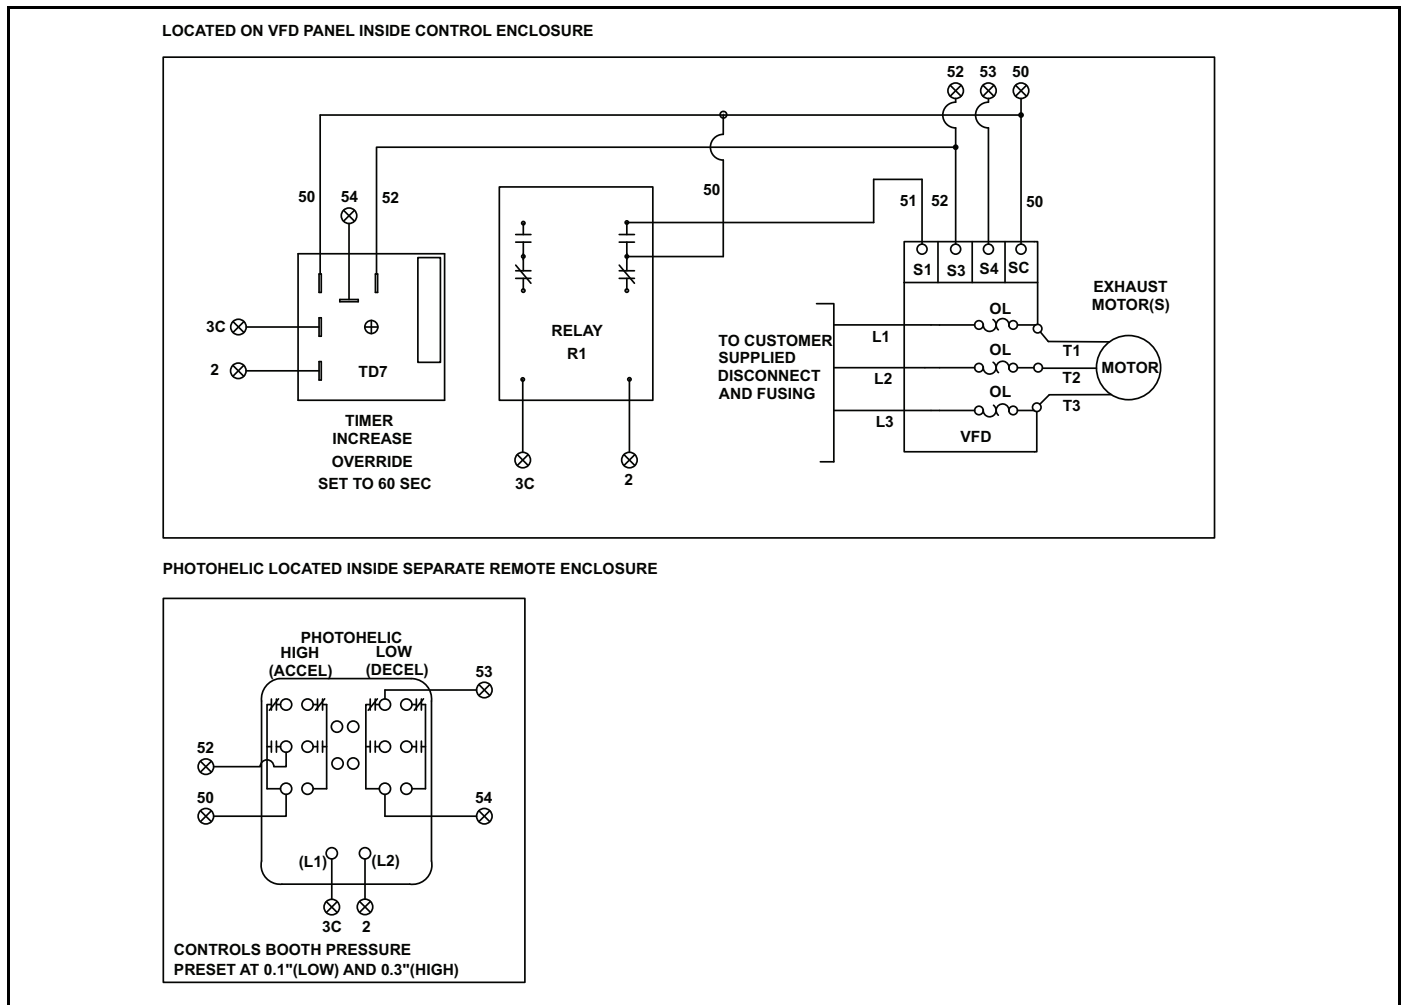 LOCATED ON VFD PANEL INSIDE CONTROL ENCLOSURE
52 53 50
50 54 52
50
51 52 50
S1 S3 S4 SC
3C
2
TD7
TIMER
INCREASE
OVERRIDE
SET TO 60 SEC
RELAY
R1
3C 2
TO CUSTOMER
SUPPLIED
DISCONNECT
AND FUSING
L1
L2
L3
OL
OL
OL
VFD
EXHAUST
MOTOR(S)
T1
T2
T3
MOTOR
PHOTOHELIC LOCATED INSIDE SEPARATE REMOTE ENCLOSURE
PHOTOHELIC
HIGH LOW
(ACCEL) (DECEL)
53
52
50
54
(L1) (L2)
3C 2
CONTROLS BOOTH PRESSURE
PRESET AT 0.1"(LOW) AND 0.3"(HIGH)